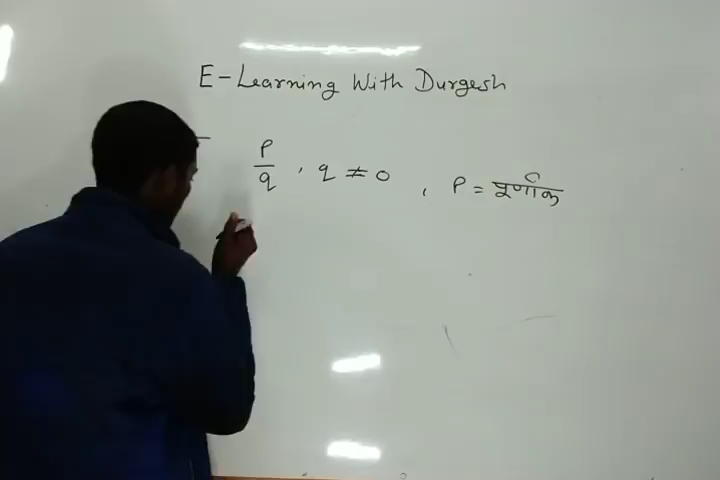 E-Learning With Durgesh
p/q , q ≠ 0 , p = पूर्णांक